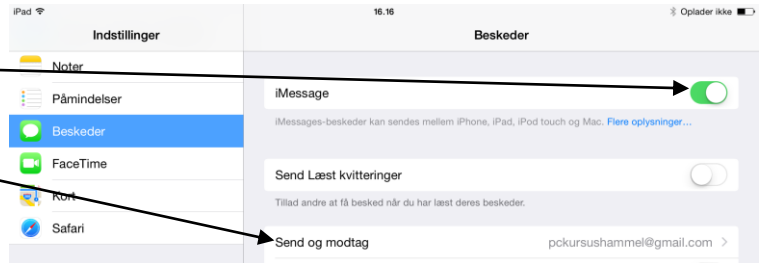 iPad 16.16 Oplader ikke
Indstillinger
Beskeder
Noter
Påmindelser
Beskeder
FaceTime
Kort
Safari
iMessage
iMessages-beskeder kan sendes mellem iPhone, iPad, iPod touch og Mac. Flere oplysninger...
Send Læst kvitteringer
Tillad andre at få besked når du har læst deres beskeder.
Send og modtag pckursushammel@gmail.com